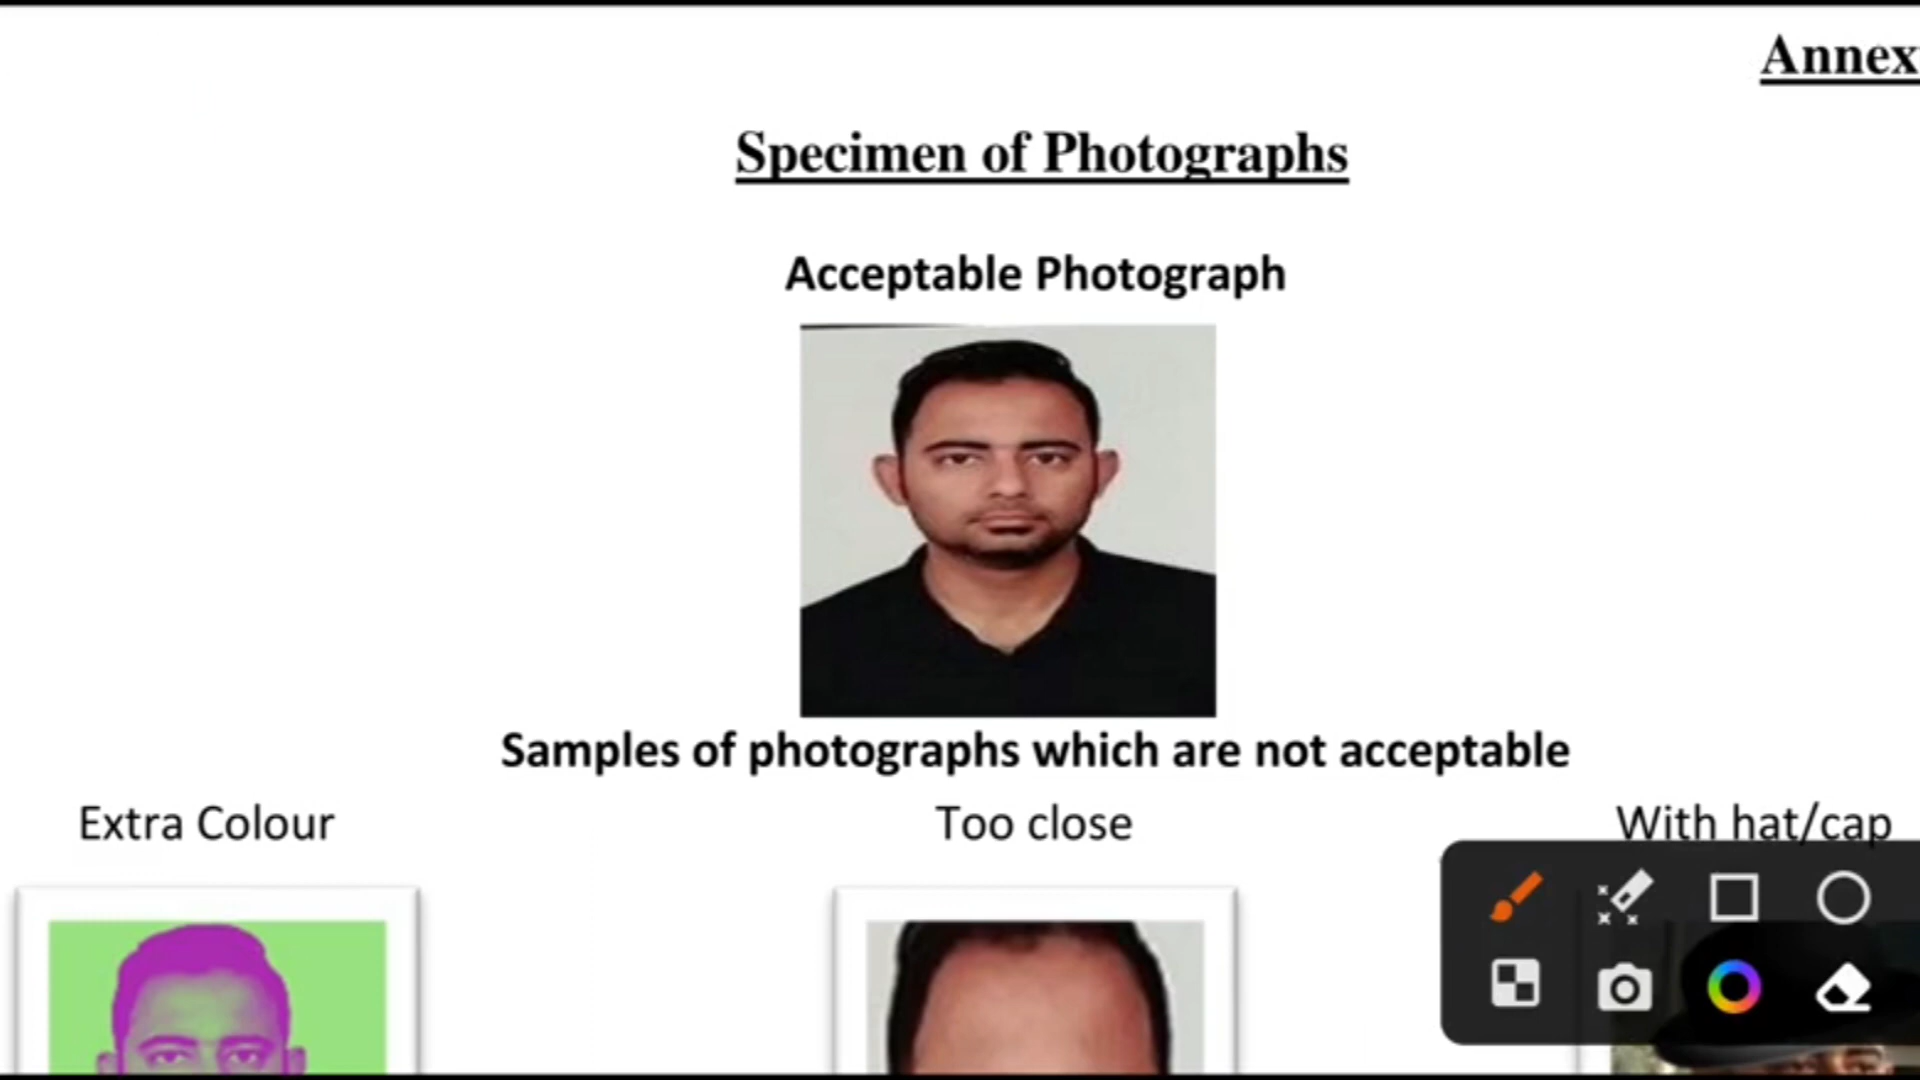 Annex
Specimen of Photographs
Acceptable Photograph
Samples of photographs which are not acceptable
Extra Colour
Too close
With hat/cap